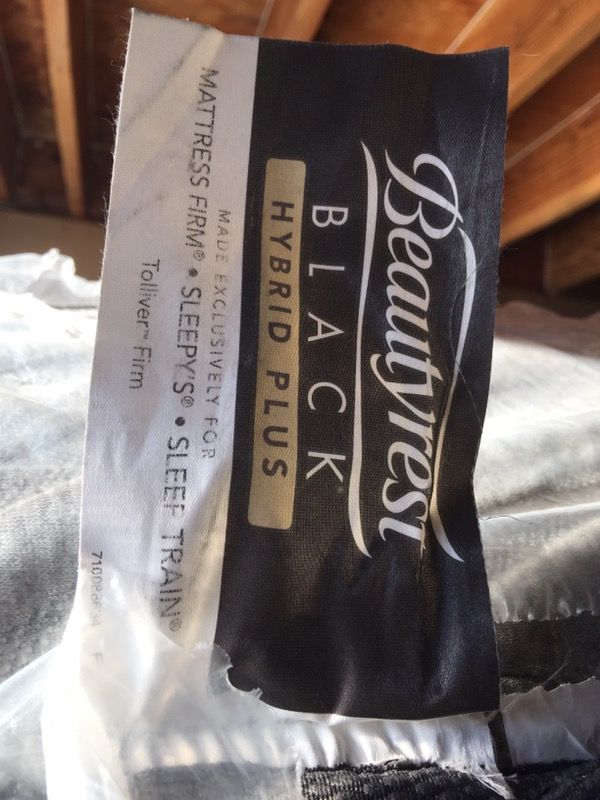 Beautyrest
BLACK®
HYBRID PLUS
MADE EXCLUSIVELY FOR
MATTRESS FIRM® • SLEEPY'S® • SLEEP TRAIN®
Tolliver™ Firm